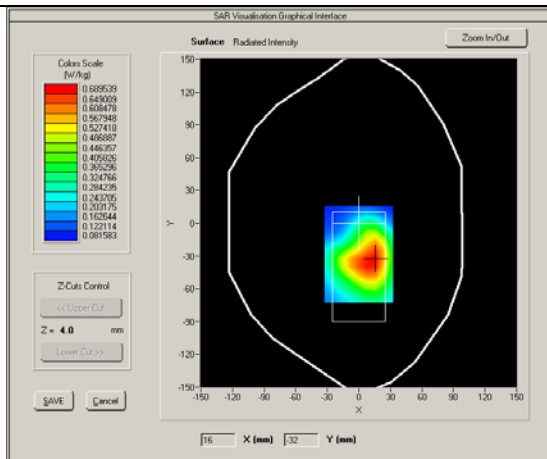 SAR Visualisation Graphical Interface
Surface Radiated Intensity
Zoom In/Out
Colors Scale
(W/kg)
0.689539
0.649009
0.608478
0.567948
0.527418
0.486887
0.446357
0.405826
0.365296
0.324766
0.284235
0.243705
0.203175
0.162644
0.122114
0.081583
Z-Cuts Control
<< Upper Cut
Z = 4.0 mm
Lower Cut >>
SAVE Cancel
150
120
90
60
30
0
-30
-60
-90
-120
-150
Y
-150 -120 -90 -60 -30 0 30 60 90 120 150
X
16 X (mm) -32 Y (mm)